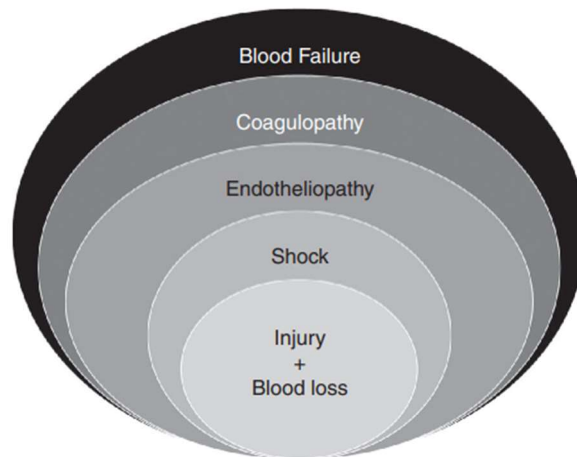 Blood Failure
Coagulopathy
Endotheliopathy
Shock
Injury
+
Blood loss